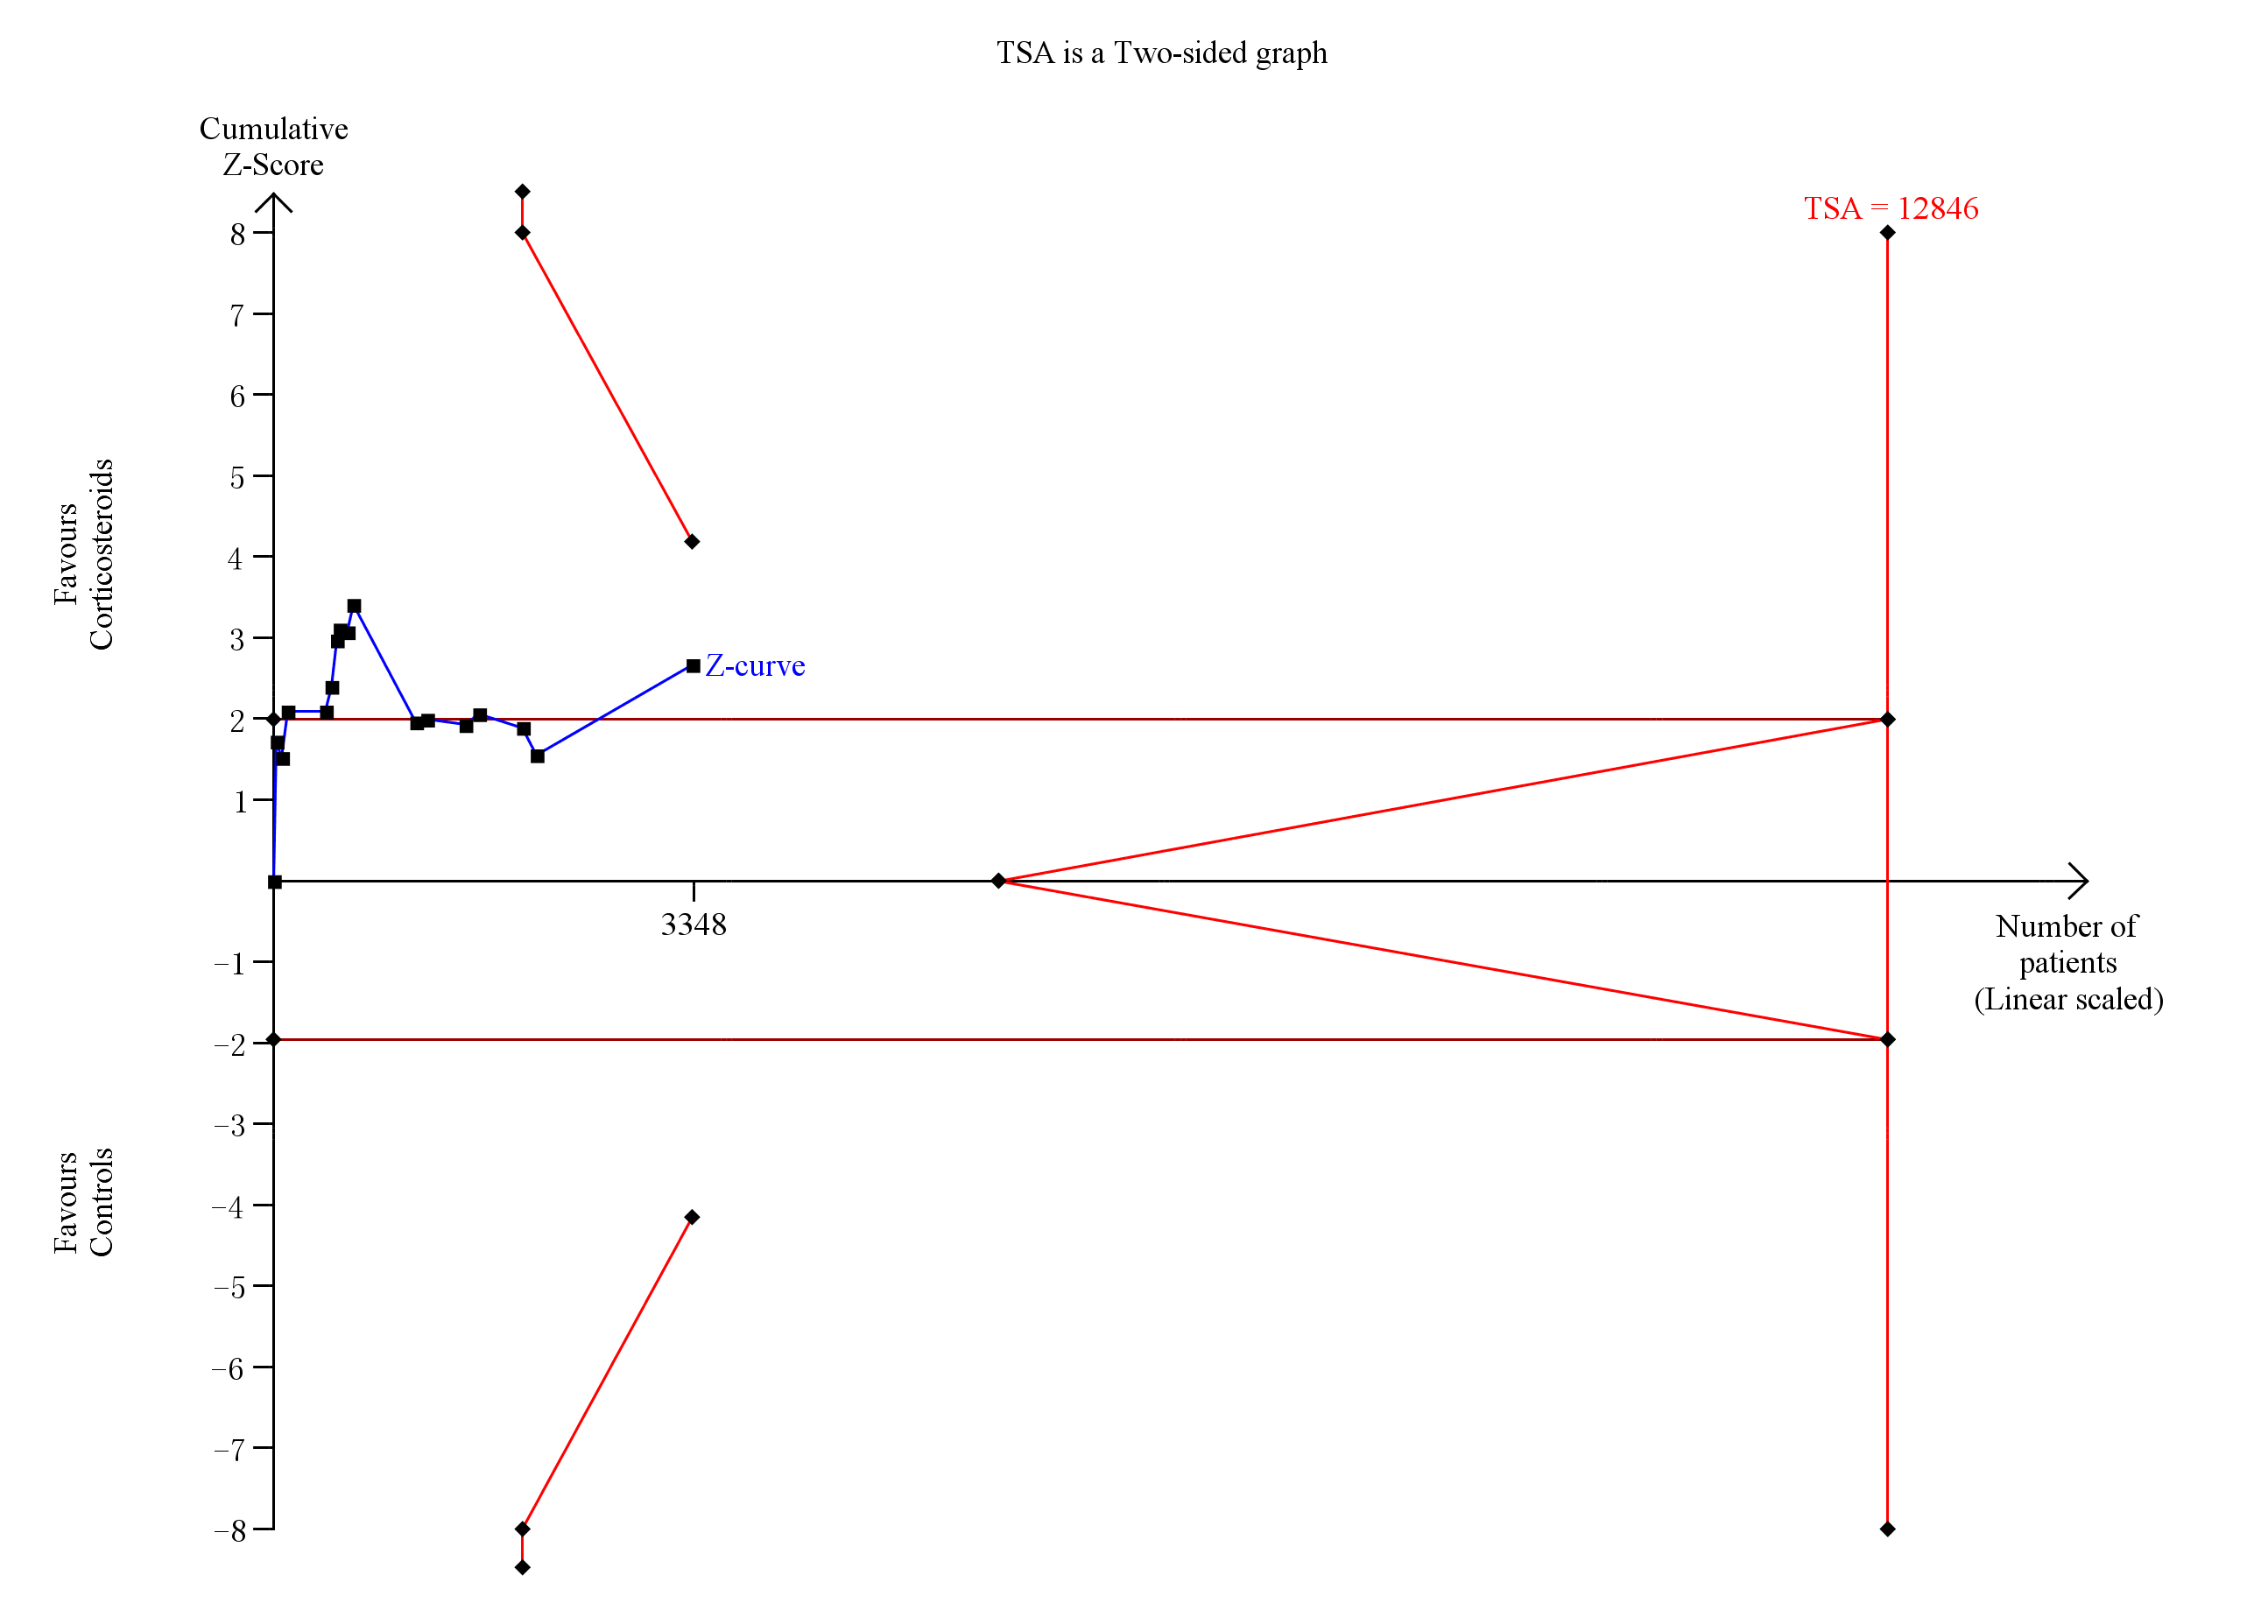 TSA is a Two-sided graph
Cumulative
Z-Score
TSA = 12846
8
7
6
5
4
3
2
1
−1
−2
−3
−4
−5
−6
−7
−8
Favours
Corticosteroids
Z-curve
3348
Number of
patients
(Linear scaled)
Favours
Controls